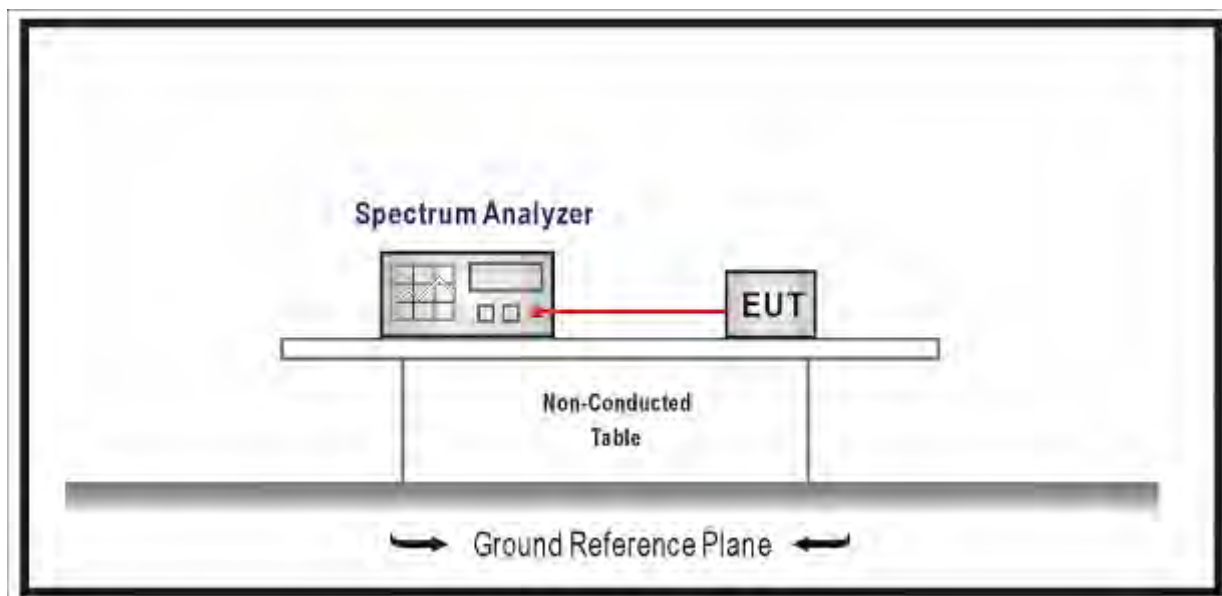 Spectrum Analyzer
EUT
Non-Conducted
Table
Ground Reference Plane